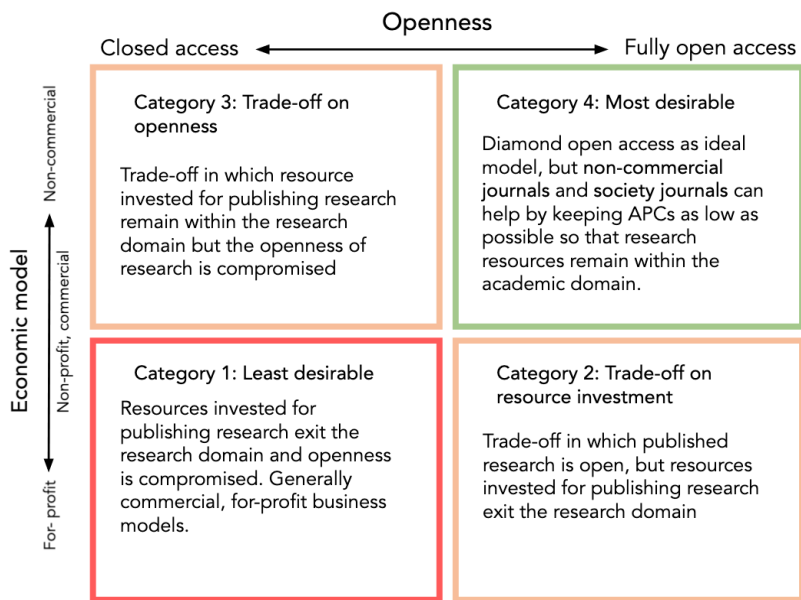 Openness
Closed access
Fully open access
Economic model
Non-commercial
Non-profit, commercial
For- profit
Category 3: Trade-off on
openness
Trade-off in which resource
invested for publishing research
remain within the research
domain but the openness of
research is compromised
Category 4: Most desirable
Diamond open access as ideal
model, but non-commercial
journals and society journals can
help by keeping APCs as low as
possible so that research
resources remain within the
academic domain.
Category 1: Least desirable
Resources invested for
publishing research exit the
research domain and openness
is compromised. Generally
commercial, for-profit business
models.
Category 2: Trade-off on
resource investment
Trade-off in which published
research is open, but resources
invested for publishing research
exit the research domain